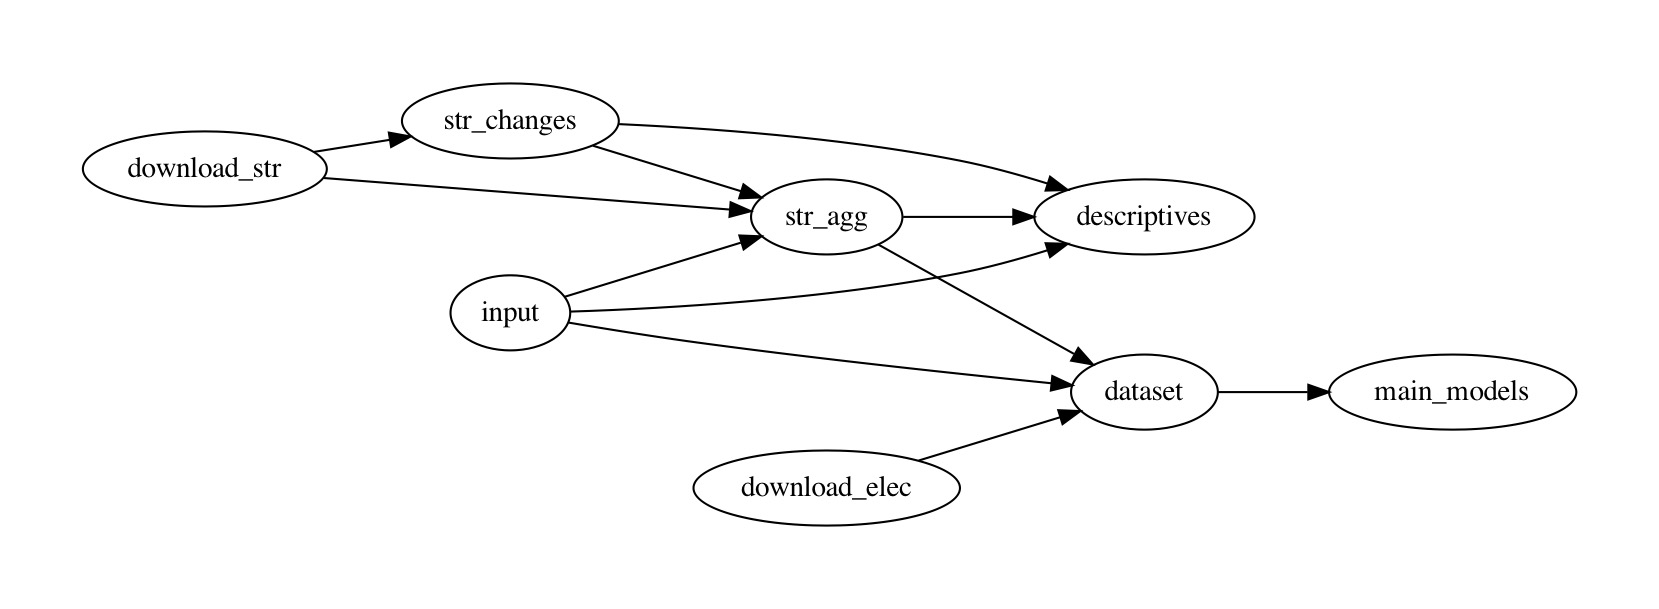 str_changes
download_str
str_agg
descriptives
input
dataset
main_models
download_elec